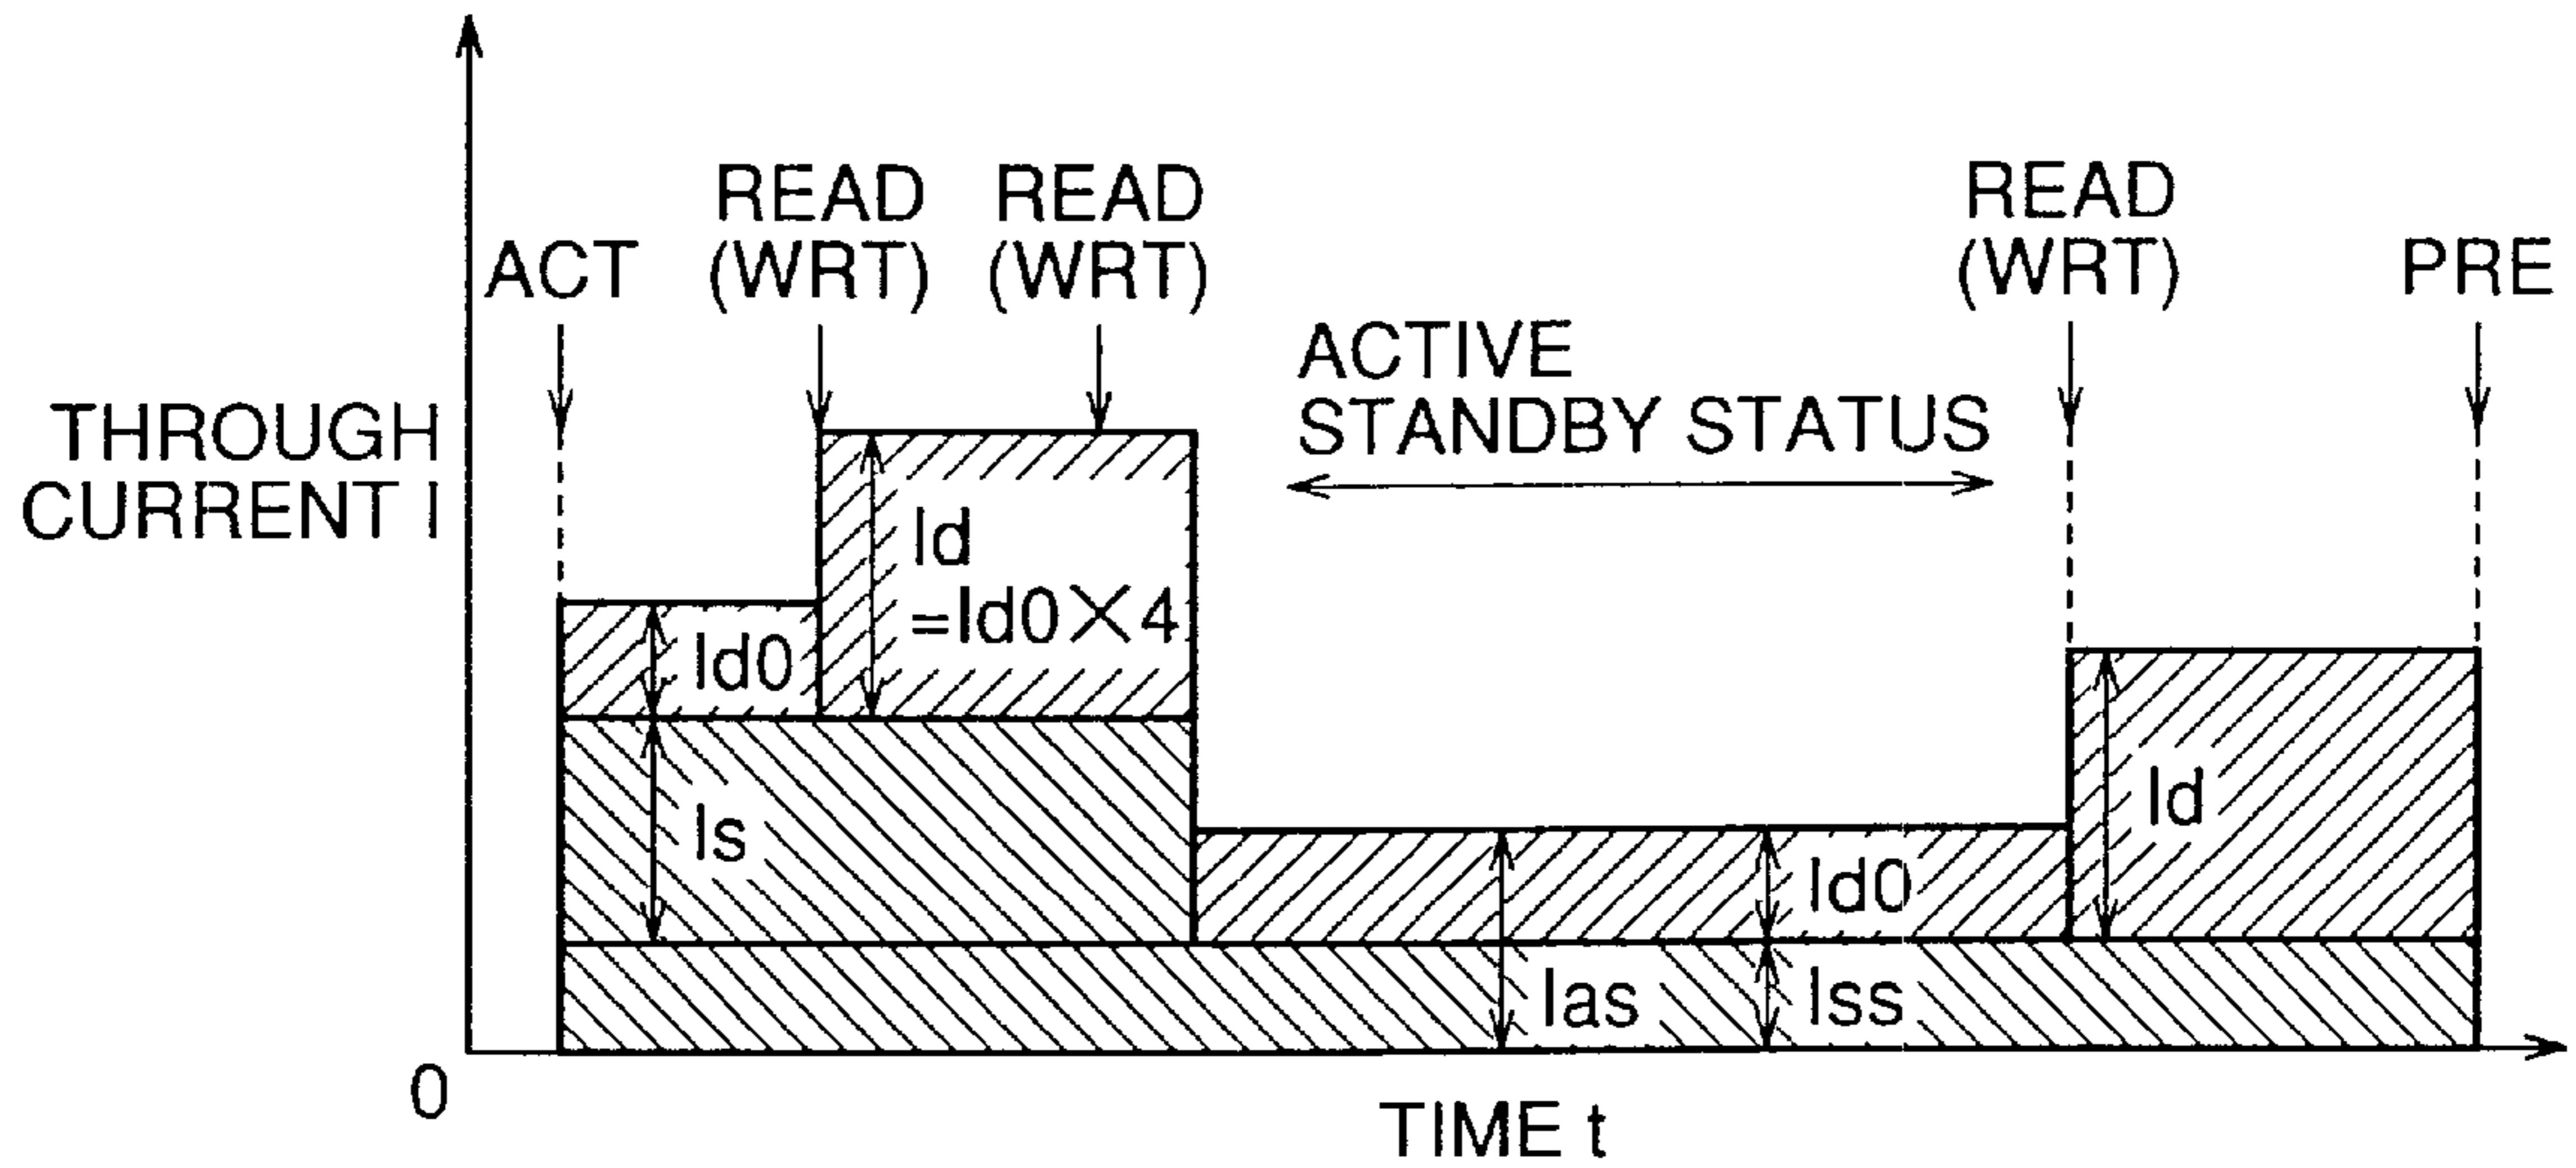 READ
(WRT)
READ
(WRT)
READ
(WRT)
ACT
PRE
ACTIVE
STANDBY STATUS
THROUGH
CURRENT I
Id
=Id0×4
Id0
Is
Id
Id0
Ias
Iss
0
TIME t